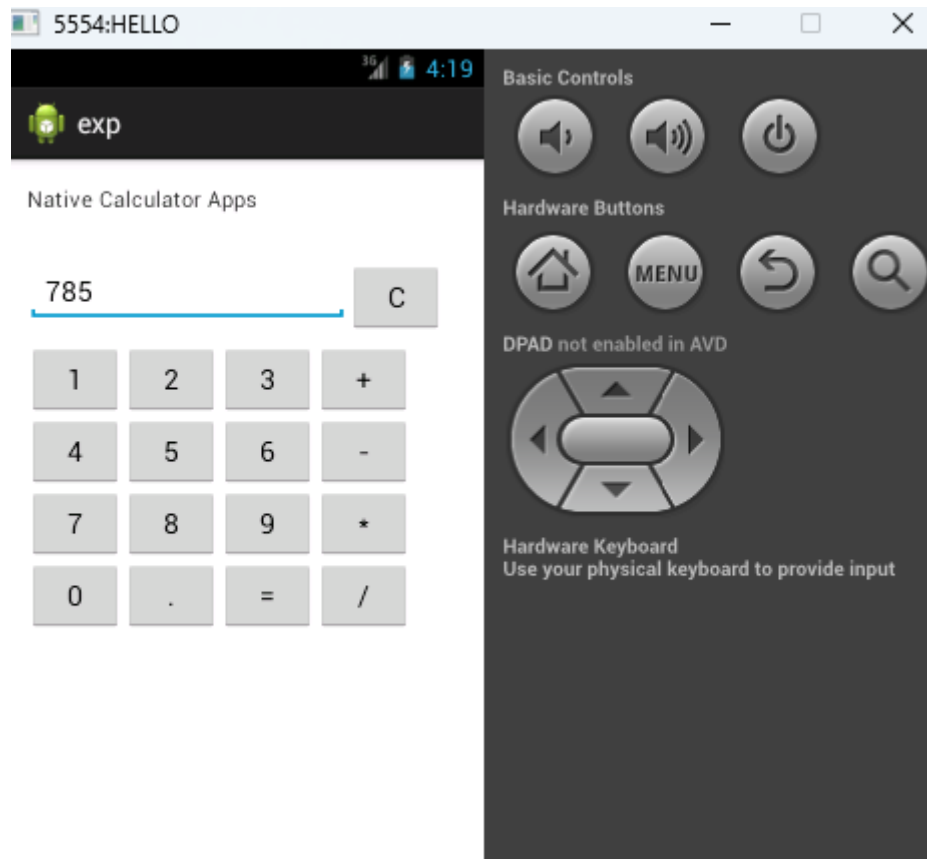 5554:HELLO
3G 4:19
exp
Native Calculator Apps
785 C
1 2 3 +
4 5 6 -
7 8 9 *
0 . = /
Basic Controls
Hardware Buttons
MENU
DPAD not enabled in AVD
Hardware Keyboard
Use your physical keyboard to provide input